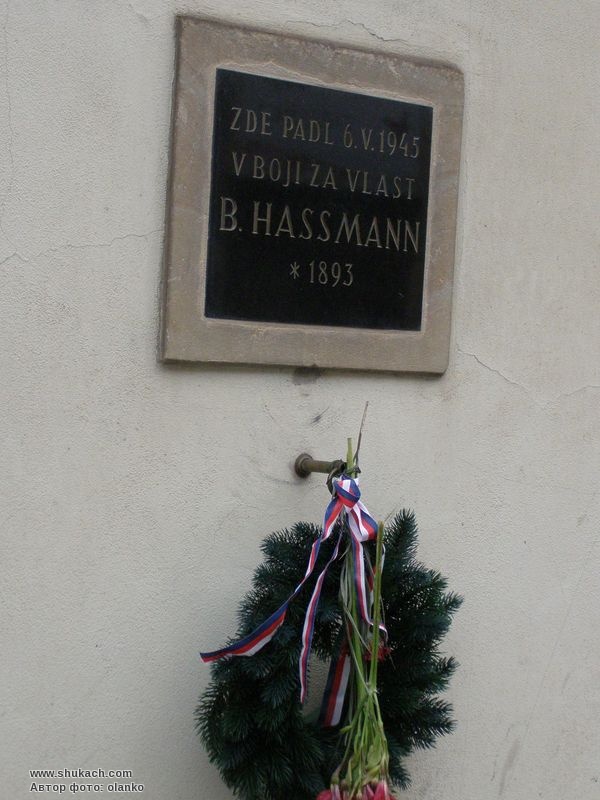 ZDE PADL 6.V.1945
V BOJI ZA VLAST
B. HASSMANN
* 1893
www.shukach.com
Автор фото: olanko